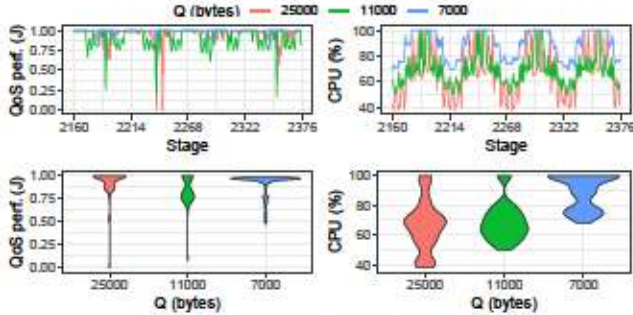 Q (bytes) 25000 11000 7000
QoS perf. (J)
1.00
0.75
0.50
0.25
0.00
2160 2214 2268 2322 2376
Stage
CPU (%)
100
80
60
40
2160 2214 2268 2322 2376
Stage
QoS perf. (J)
1.00
0.75
0.50
0.25
0.00
25000 11000 7000
Q (bytes)
CPU (%)
100
80
60
40
25000 11000 7000
Q (bytes)